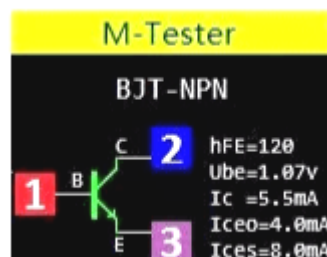 M-Tester
BJT-NPN
C 2 hFE=120
Ube=1.07v
1 B Ic =5.5mA
Iceo=4.0mA
E 3 Ices=8.0mA